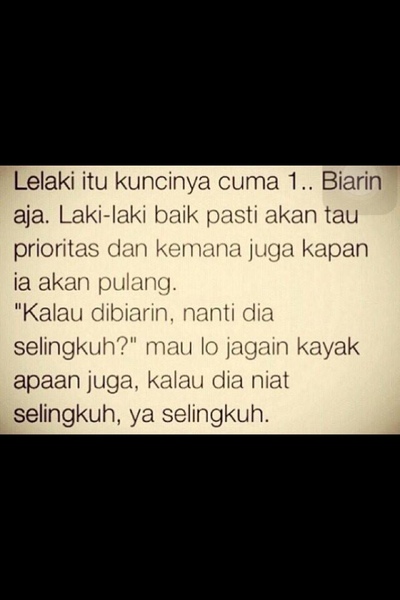 Lelaki itu kuncinya cuma 1.. Biarin
aja. Laki-laki baik pasti akan tau
prioritas dan kemana juga kapan
ia akan pulang.
"Kalau dibiarin, nanti dia
selingkuh?" mau lo jagain kayak
apaan juga, kalau dia niat
selingkuh, ya selingkuh.